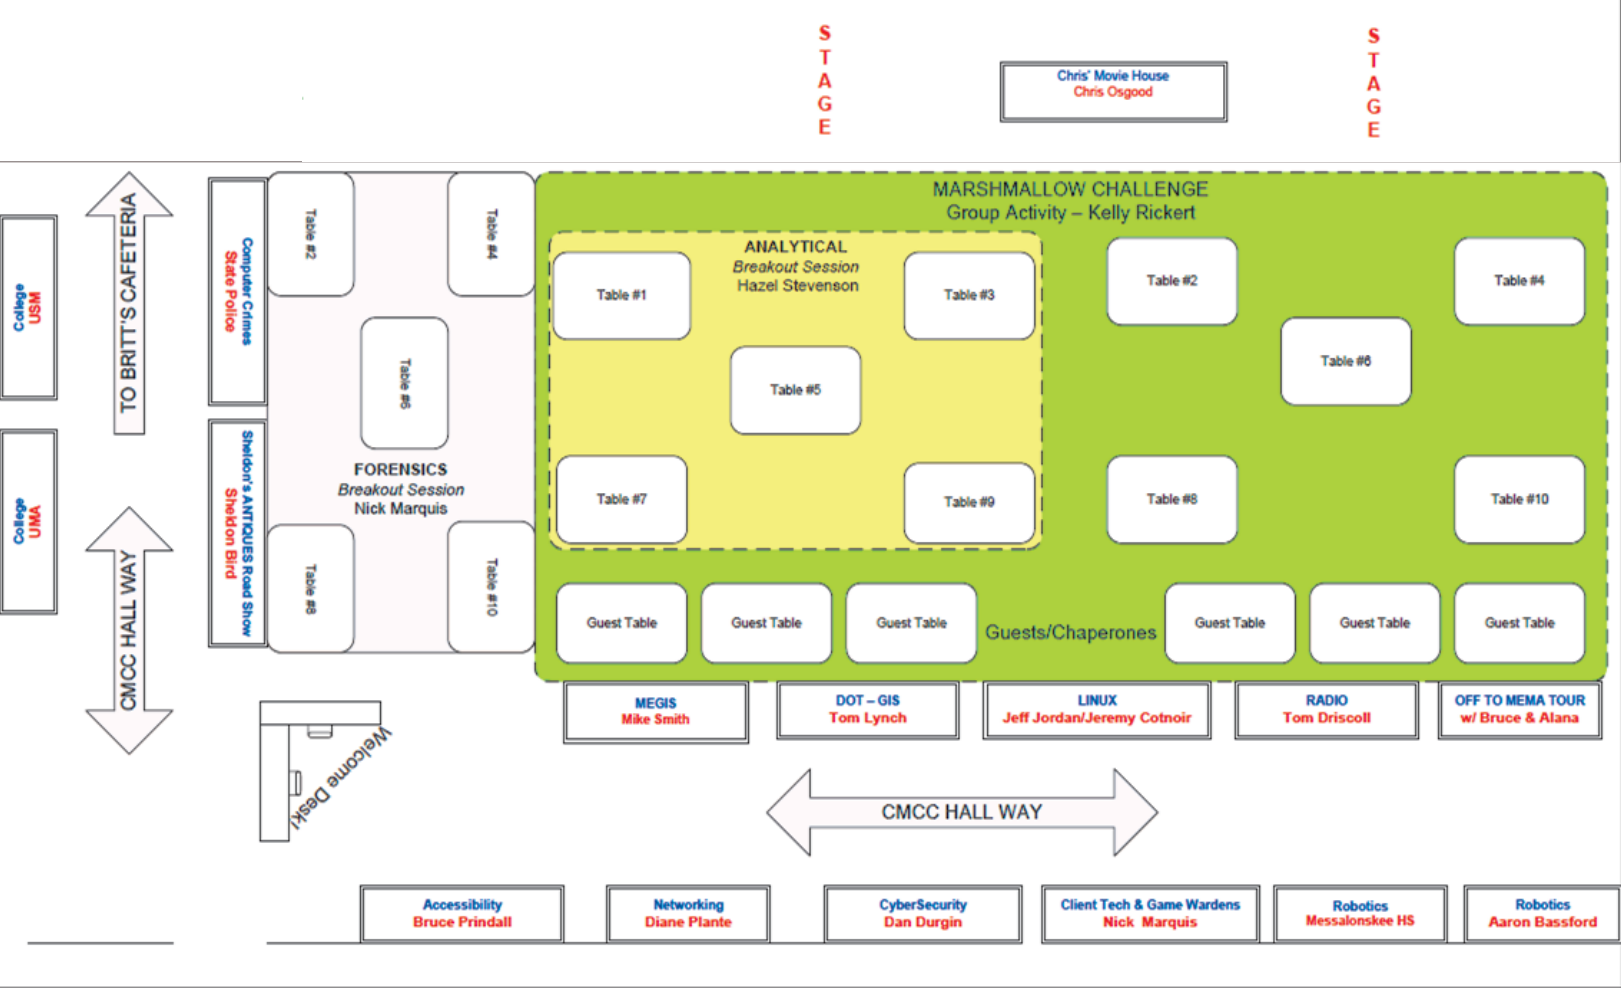 S
T
A
G
E
S
T
A
G
E
Chris' Movie House
Chris Osgood
TO BRITT'S CAFETERIA
College
USM
College
UMA
CMCC HALL WAY
Computer Crimes
State Police
Sheldon's ANTIQUES Road Show
Sheldon Bird
Table #2
Table #4
Table #6
FORENSICS
Breakout Session
Nick Marquis
Table #8
Table #10
MARSHMALLOW CHALLENGE
Group Activity – Kelly Rickert
ANALYTICAL
Breakout Session
Hazel Stevenson
Table #1
Table #3
Table #5
Table #7
Table #9
Table #2
Table #4
Table #6
Table #8
Table #10
Guest Table
Guest Table
Guest Table
Guests/Chaperones
Guest Table
Guest Table
Guest Table
MEGIS
Mike Smith
DOT – GIS
Tom Lynch
LINUX
Jeff Jordan/Jeremy Cotnoir
RADIO
Tom Driscoll
OFF TO MEMA TOUR
w/ Bruce & Alana
Welcome Desk!
CMCC HALL WAY
Accessibility
Bruce Prindall
Networking
Diane Plante
CyberSecurity
Dan Durgin
Client Tech & Game Wardens
Nick Marquis
Robotics
Messalonskee HS
Robotics
Aaron Bassford